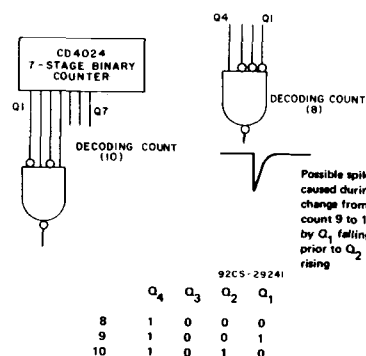 CD4024
7-STAGE BINARY
COUNTER
Q1
Q7
DECODING COUNT
(10)
Q4
Q1
DECODING COUNT
(8)
Possible spik
caused durin
change from
count 9 to 1
by Q1 falling
prior to Q2
rising
92CS-29241
Q4 Q3 Q2 Q1
8 1 0 0 0
9 1 0 0 1
10 1 0 1 0